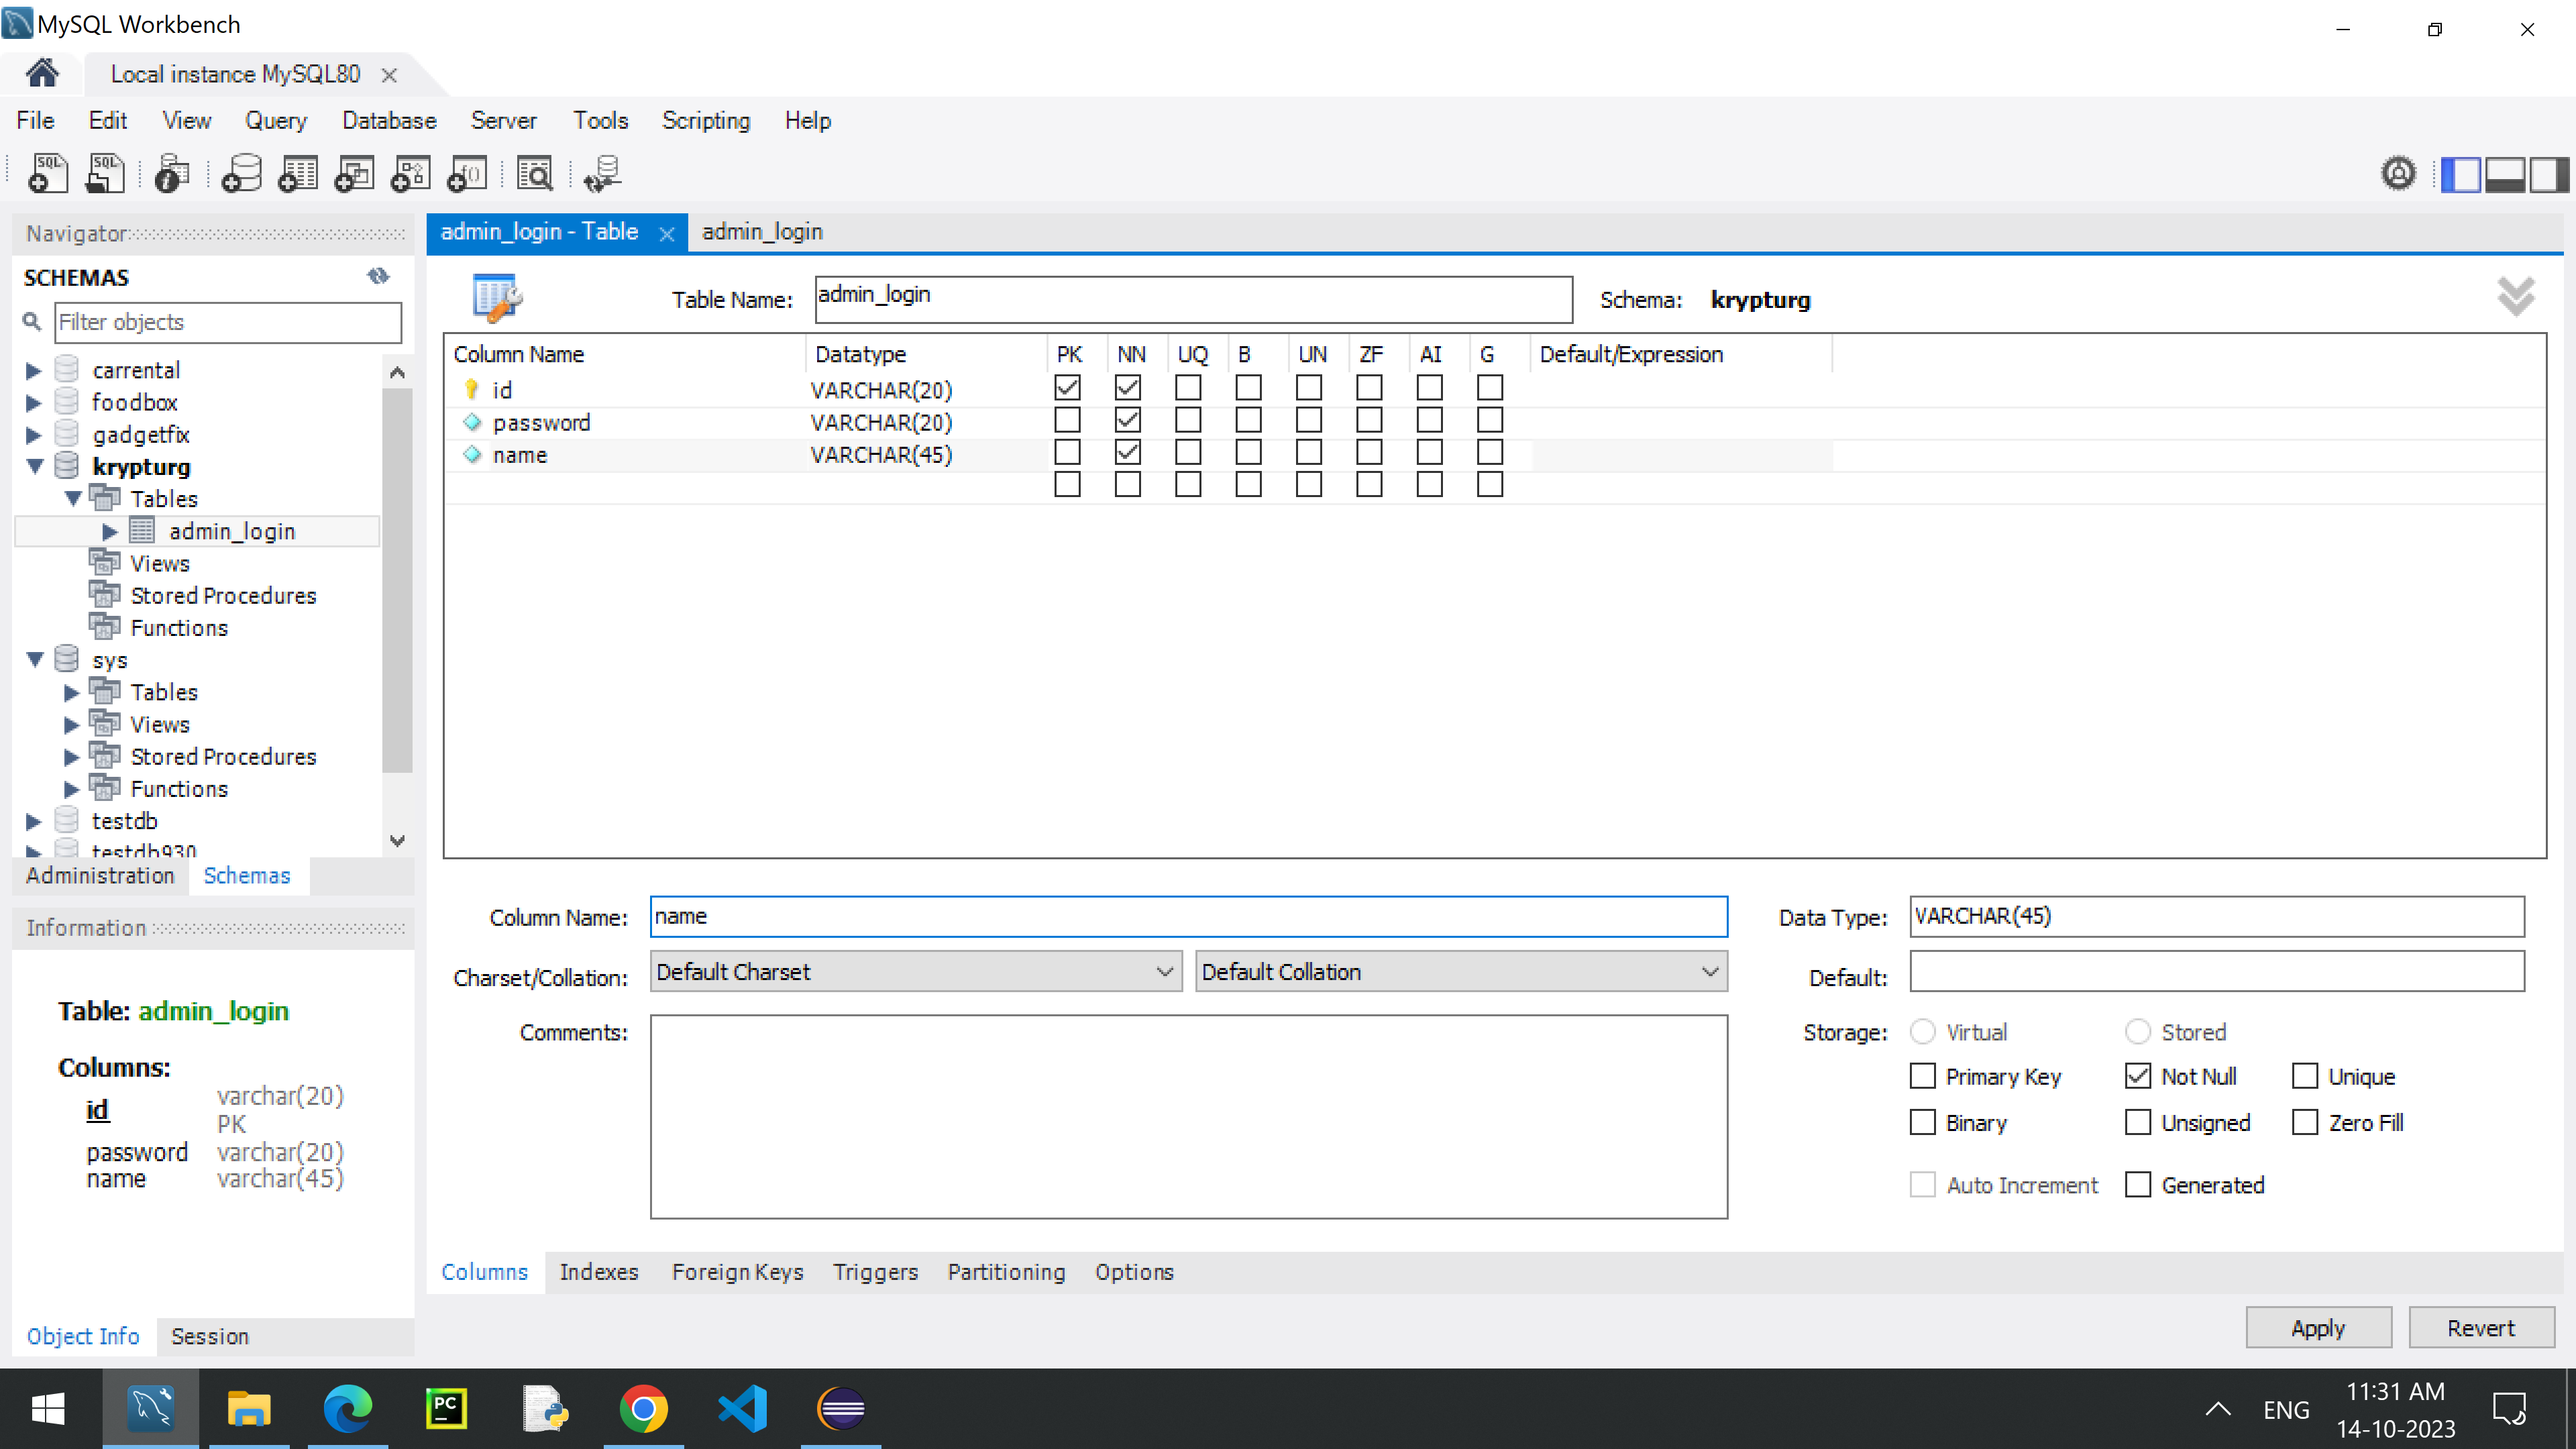 MySQL Workbench
Local instance MySQL80
File Edit View Query Database Server Tools Scripting Help
Navigator
SCHEMAS
Filter objects
carrental
foodbox
gadgetfix
krypturg
Tables
admin_login
Views
Stored Procedures
Functions
sys
Tables
Views
Stored Procedures
Functions
testdb
testdb930
Administration Schemas
Information
Table: admin_login
Columns:
id varchar(20) PK
password varchar(20)
name varchar(45)
Object Info Session
admin_login - Table admin_login
Table Name: admin_login Schema: krypturg
Column Name Datatype PK NN UQ B UN ZF AI G Default/Expression
id VARCHAR(20)
password VARCHAR(20)
name VARCHAR(45)
Column Name: name Data Type: VARCHAR(45)
Charset/Collation: Default Charset Default Collation Default:
Comments: Storage: Virtual Stored
Primary Key Not Null Unique
Binary Unsigned Zero Fill
Auto Increment Generated
Columns Indexes Foreign Keys Triggers Partitioning Options
Apply Revert
PC
ENG
11:31 AM
14-10-2023